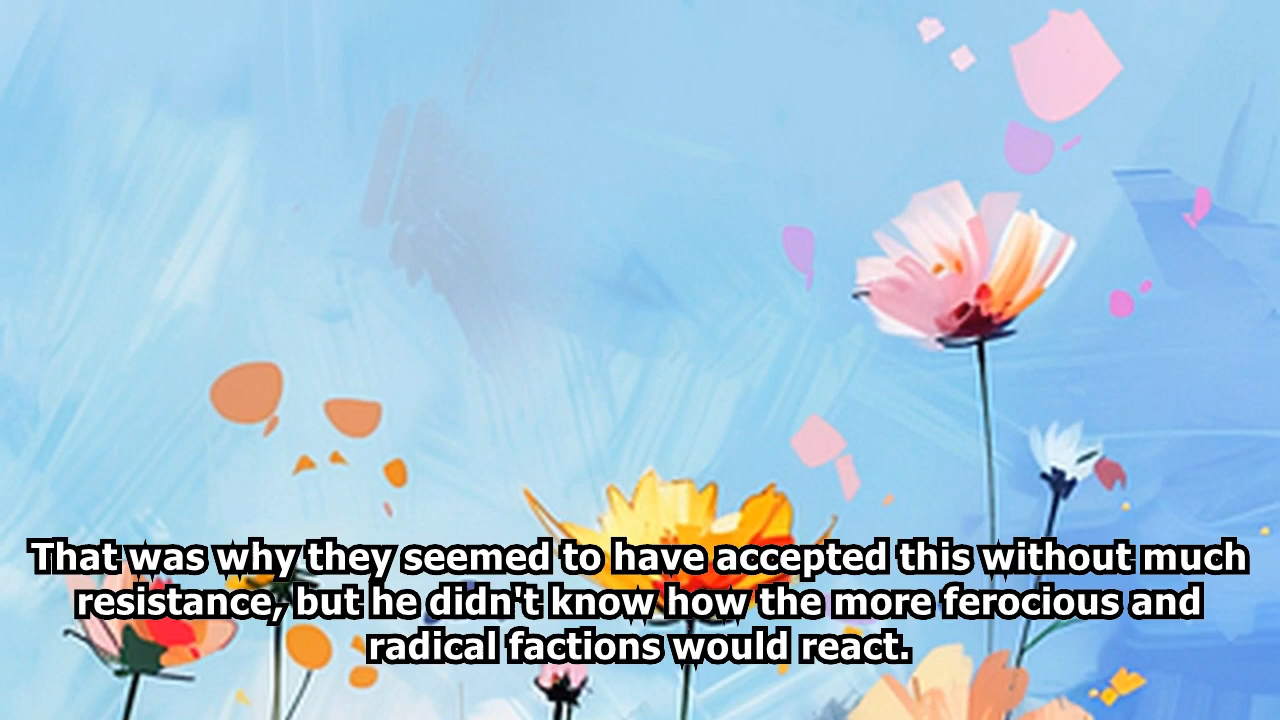 That was why they seemed to have accepted this without much
resistance, but he didn't know how the more ferocious and
radical factions would react.